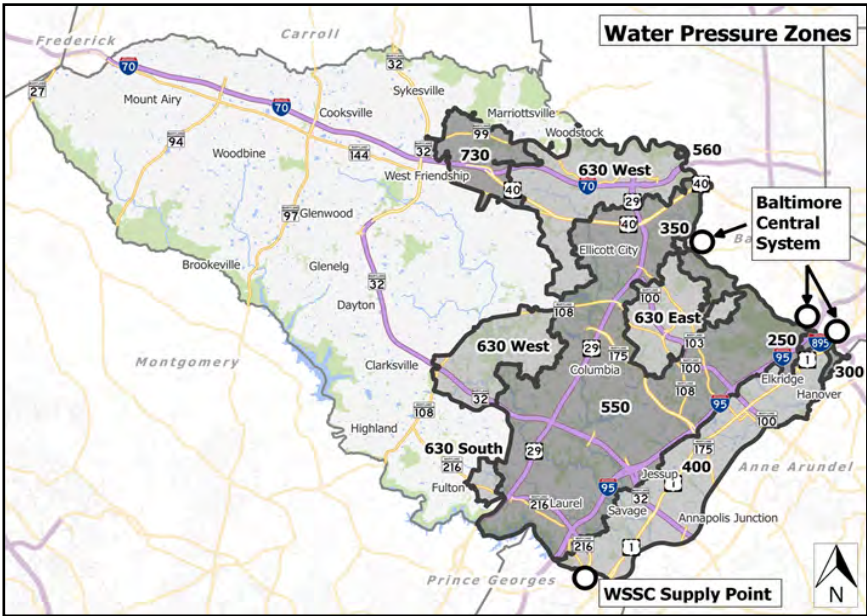 Water Pressure Zones
Frederick
Carroll
70
27
Mount Airy
32
Sykesville
70
Cooksville
Marriottsville
94
99
Woodstock
Woodbine
144
32
730
560
West Friendship
630 West
70
40
40
29
Baltimore
Central
System
97
Glenwood
40
350
Ellicott City
Brookeville
Glenelg
Dayton
32
100
108
630 East
Montgomery
630 West
29
175
103
250
895
95
1
300
Clarksville
Columbia
100
Elkridge
Hanover
32
108
550
95
100
108
Highland
630 South
29
175
Jessup
400
Anne Arundel
216
95
1
32
Fulton
216
Laurel
Savage
Annapolis Junction
216
1
Prince Georges
WSSC Supply Point
N